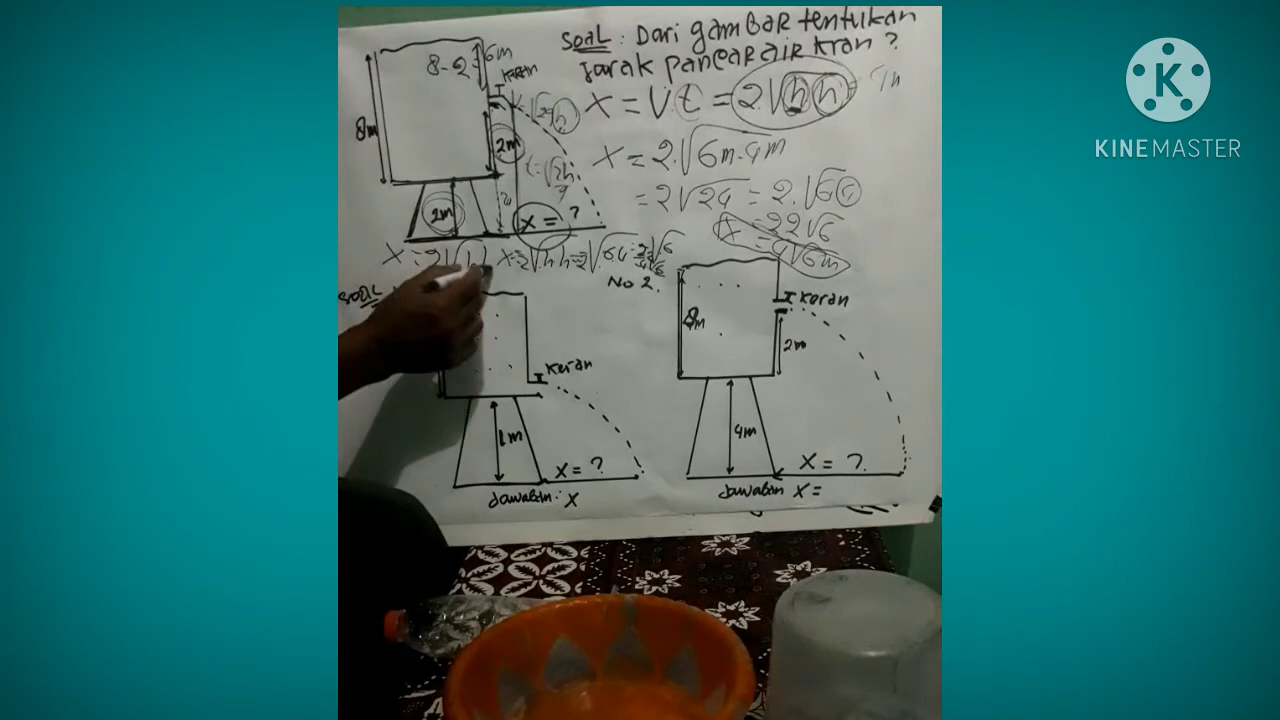 SOAL : Dari gambar tentukan
Jarak pancar air kran ?
8-2=6m
Keran
8m
2m
2m
X = ?
X = V t = 2√h h
X = 2.√6m.4m
= 2√24 = 2.√6.4
= 2.2√6
X = 4√6m
No 2.
SOAL
Keran
1m
X = ?
Jawaban : X
Keran
8m
2m
4m
X = ?
Jawaban X =
K
KINEMASTER